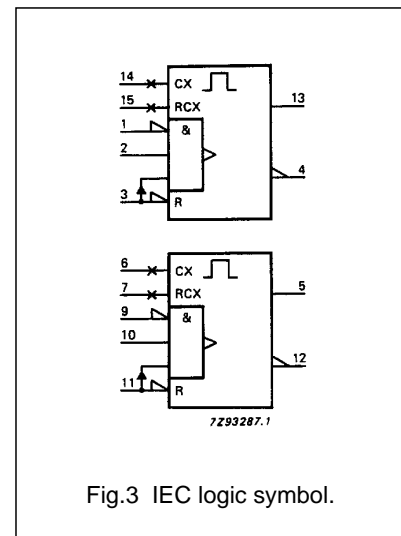 14 CX 13
15 RCX
1 &
2
4
3 R
6 CX 5
7 RCX
9 &
10
12
11 R
7Z93287.1
Fig.3 IEC logic symbol.